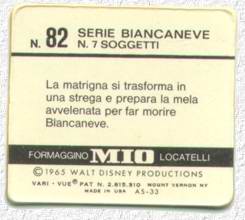 N. 82 SERIE BIANCANEVE
N. 7 SOGGETTI
La matrigna si trasforma in
una strega e prepara la mela
avvelenata per far morire
Biancaneve.
FORMAGGINO MIO LOCATELLI
©1965 WALT DISNEY PRODUCTIONS
VARI-VUE® PAT N. 2.815.310 MOUNT VERNON NY
MADE IN USA AS-33